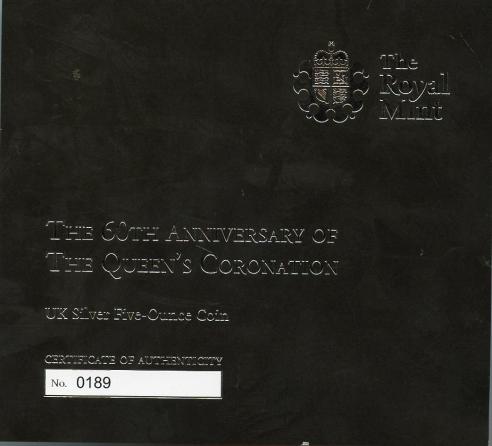 The
Royal
Mint
THE 60TH ANNIVERSARY OF
THE QUEEN'S CORONATION
UK Silver Five-Ounce Coin
CERTIFICATE OF AUTHENTICITY
No. 0189